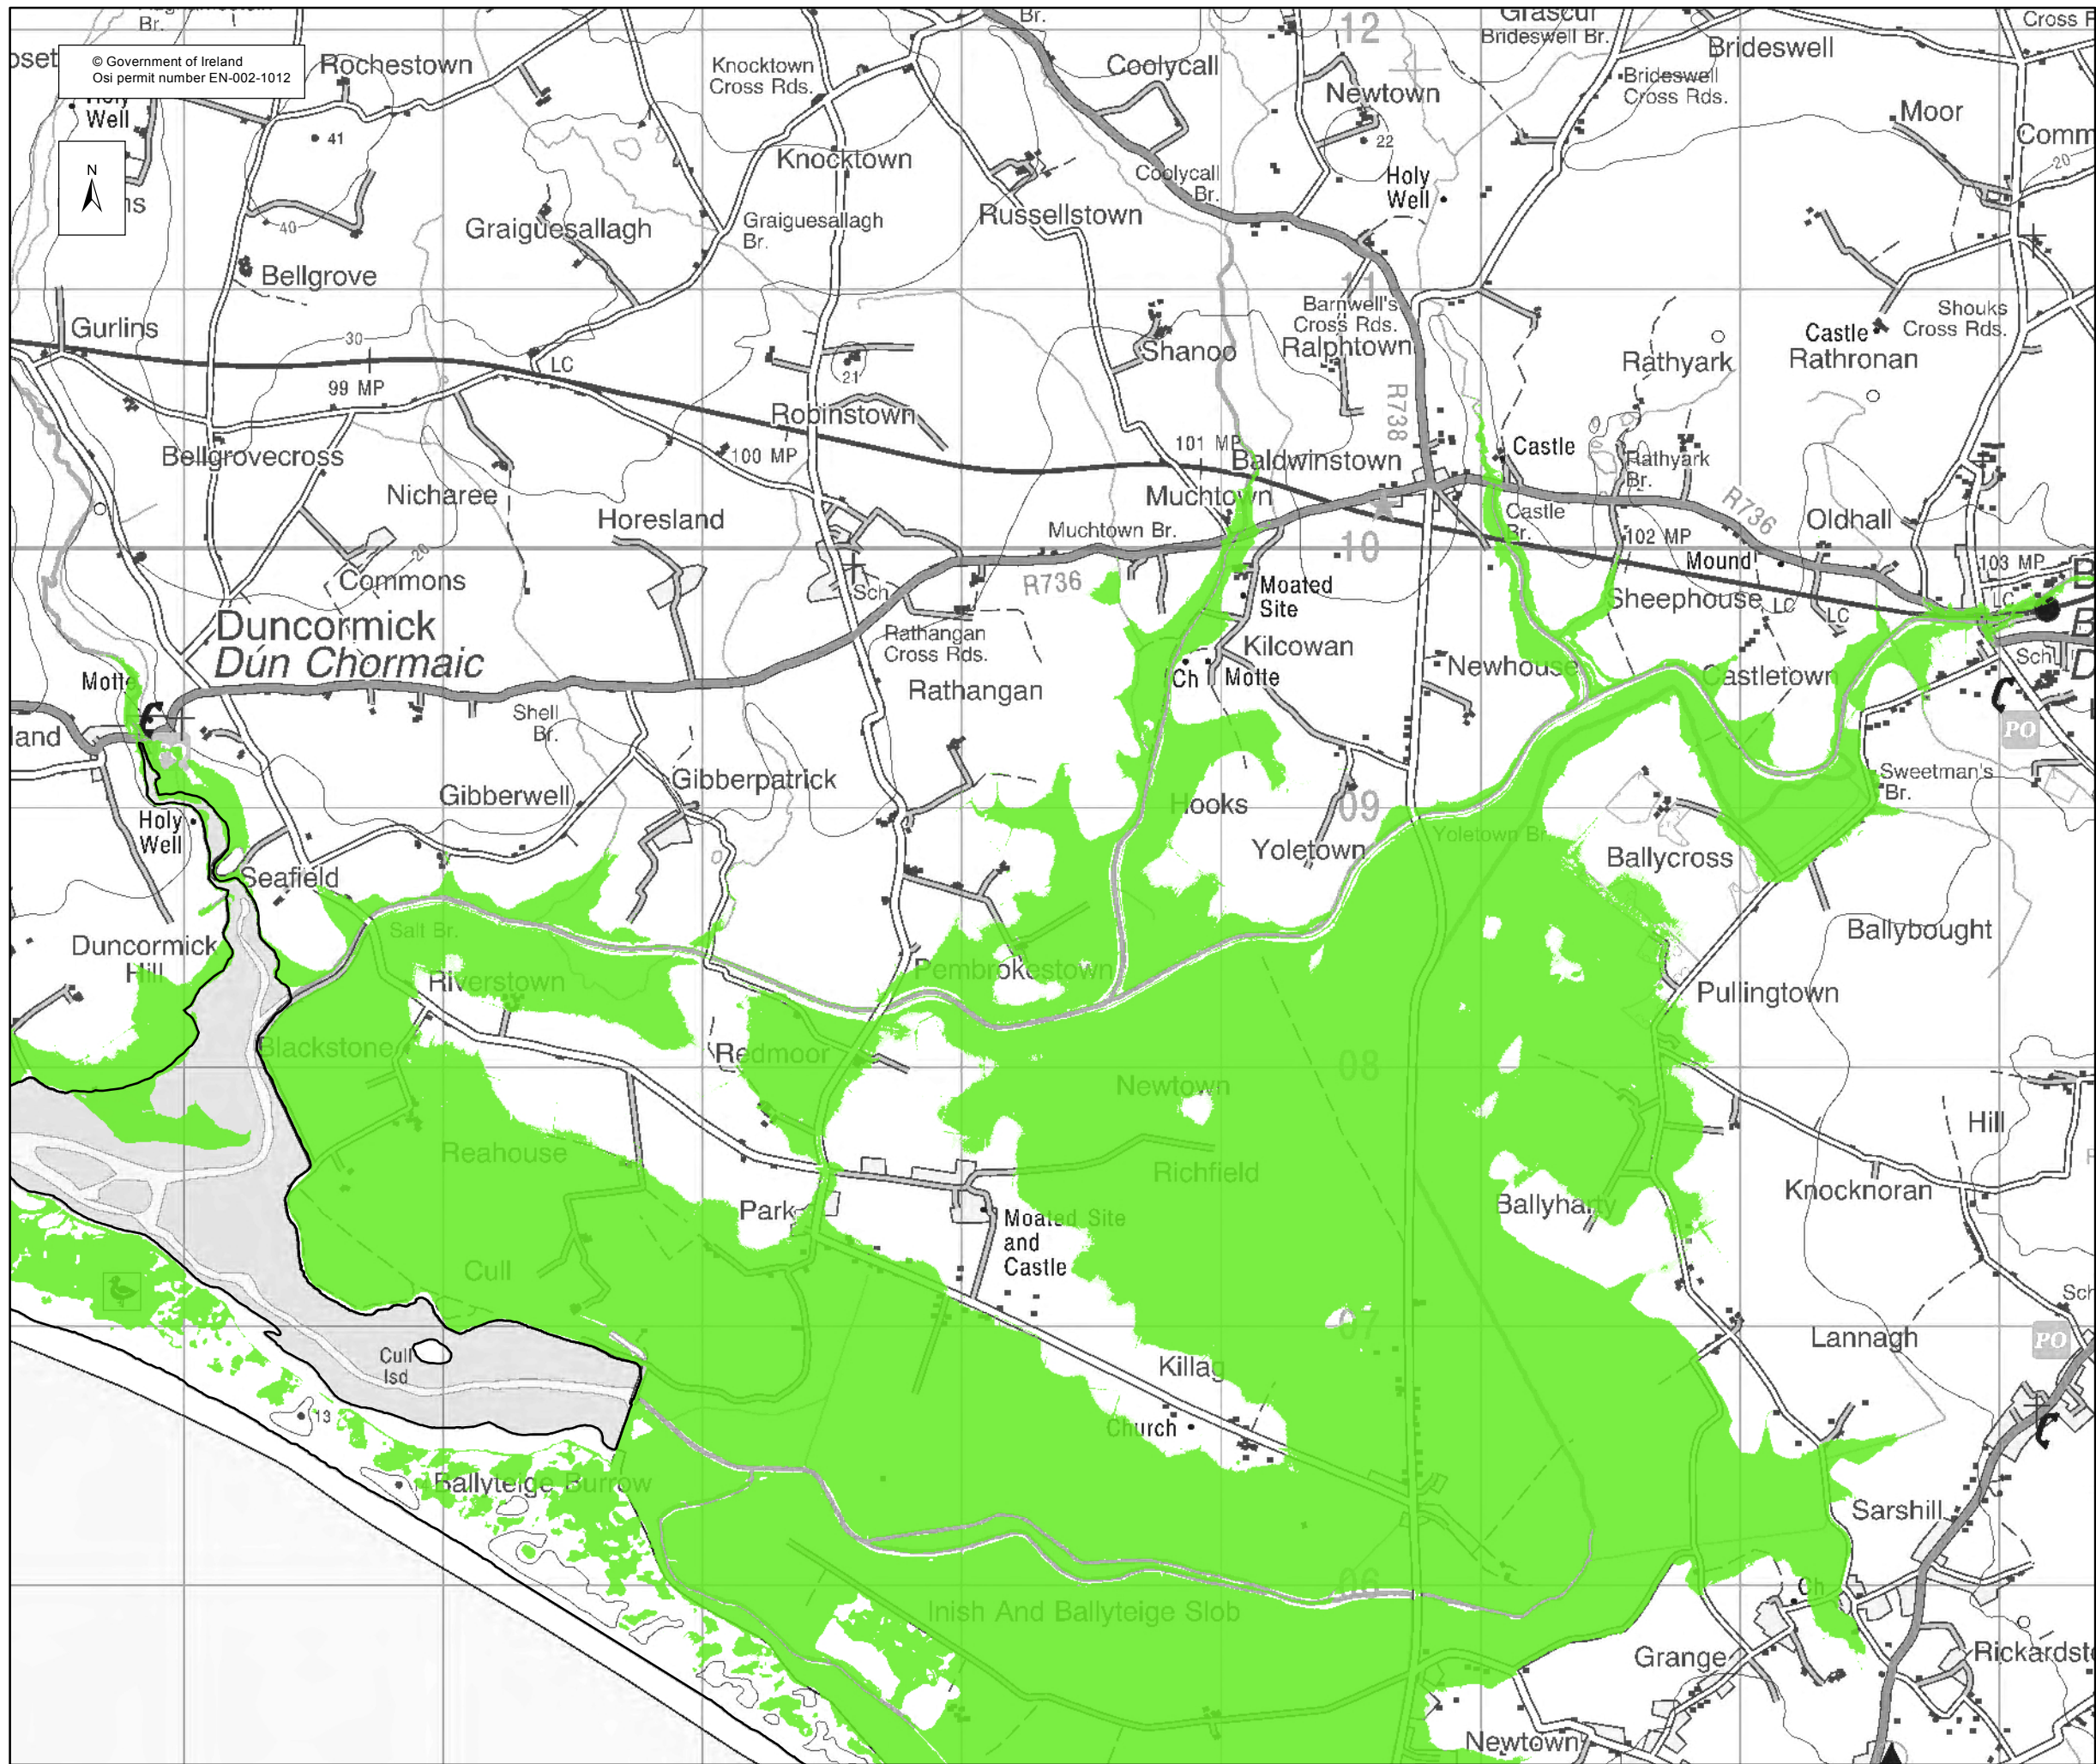 Br.
Br.
12
Brideswell Br.
Brideswell
© Government of Ireland
Osi permit number EN-002-1012
Rochestown
Knocktown
Cross Rds.
Coolycall
Newtown
Brideswell
Cross Rds.
Holy
Well
Moor
41
22
N
Knocktown
Coolycall
Br.
Holy
Well
20
Graiguesallagh
Graiguesallagh
Br.
Russellstown
40
Bellgrove
11
Gurlins
30
99 MP
LC
21
Shanoo
Barnwell's
Cross Rds.
Ralphtown
Rathyark
Castle
Rathronan
Shouks
Cross Rds.
R738
Robinstown
Bellgrovecross
100 MP
101 MP
Baldwinstown
Castle
Rathyark
Br.
Nicharee
Horesland
Muchtown
Muchtown Br.
Castle
Br.
R736
Oldhall
10
102 MP
Mound
103 MP
Commons
Sch
R736
Moated
Site
Sheephouse
LC
LC
LC
Duncormick
Dún Chormaic
Rathangan
Cross Rds.
Kilcowan
Newhouse
Castletown
Sch
Motte
Rathangan
Ch
Motte
Shell
Br.
PO
Gibberwell
Gibberpatrick
Hooks
09
Sweetman's
Br.
Holy
Well
Yoletown
Yoletown Br.
Ballycross
Seafield
Salt Br.
Duncormick
Hill
Riverstown
Pembrokestown
Ballybought
Pullingtown
Blackstone
Redmoor
Newtown
08
Reahouse
Richfield
Hill
Park
Moated Site
and
Castle
Ballyharty
Knocknoran
Cull
Sch
07
Lannagh
PO
Cull
Isd
Killag
13
Church
Ballyteige Burrow
Sarshill
06
Inish And Ballyteige Slob
Ch
Grange
Newtown